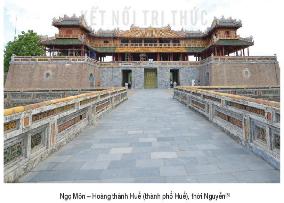 KẾT NỐI TRI THỨC
Ngọ Môn – Hoàng thành Huế (thành phố Huế), thời Nguyễn